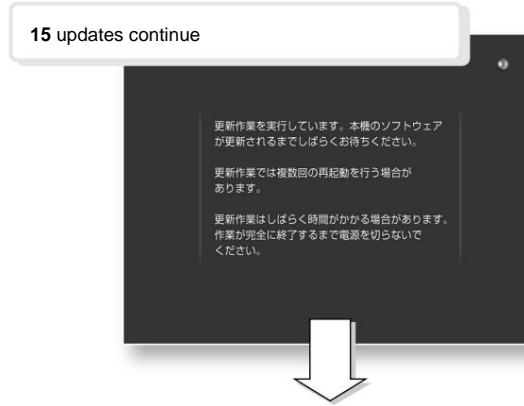 15 updates continue
更新作業を実行しています。本機のソフトウェア
が更新されるまでしばらくお待ちください。
更新作業では複数回の再起動を行う場合が
あります。
更新作業はしばらく時間がかかる場合があります。
作業が完全に終了するまで電源を切らないで
ください。